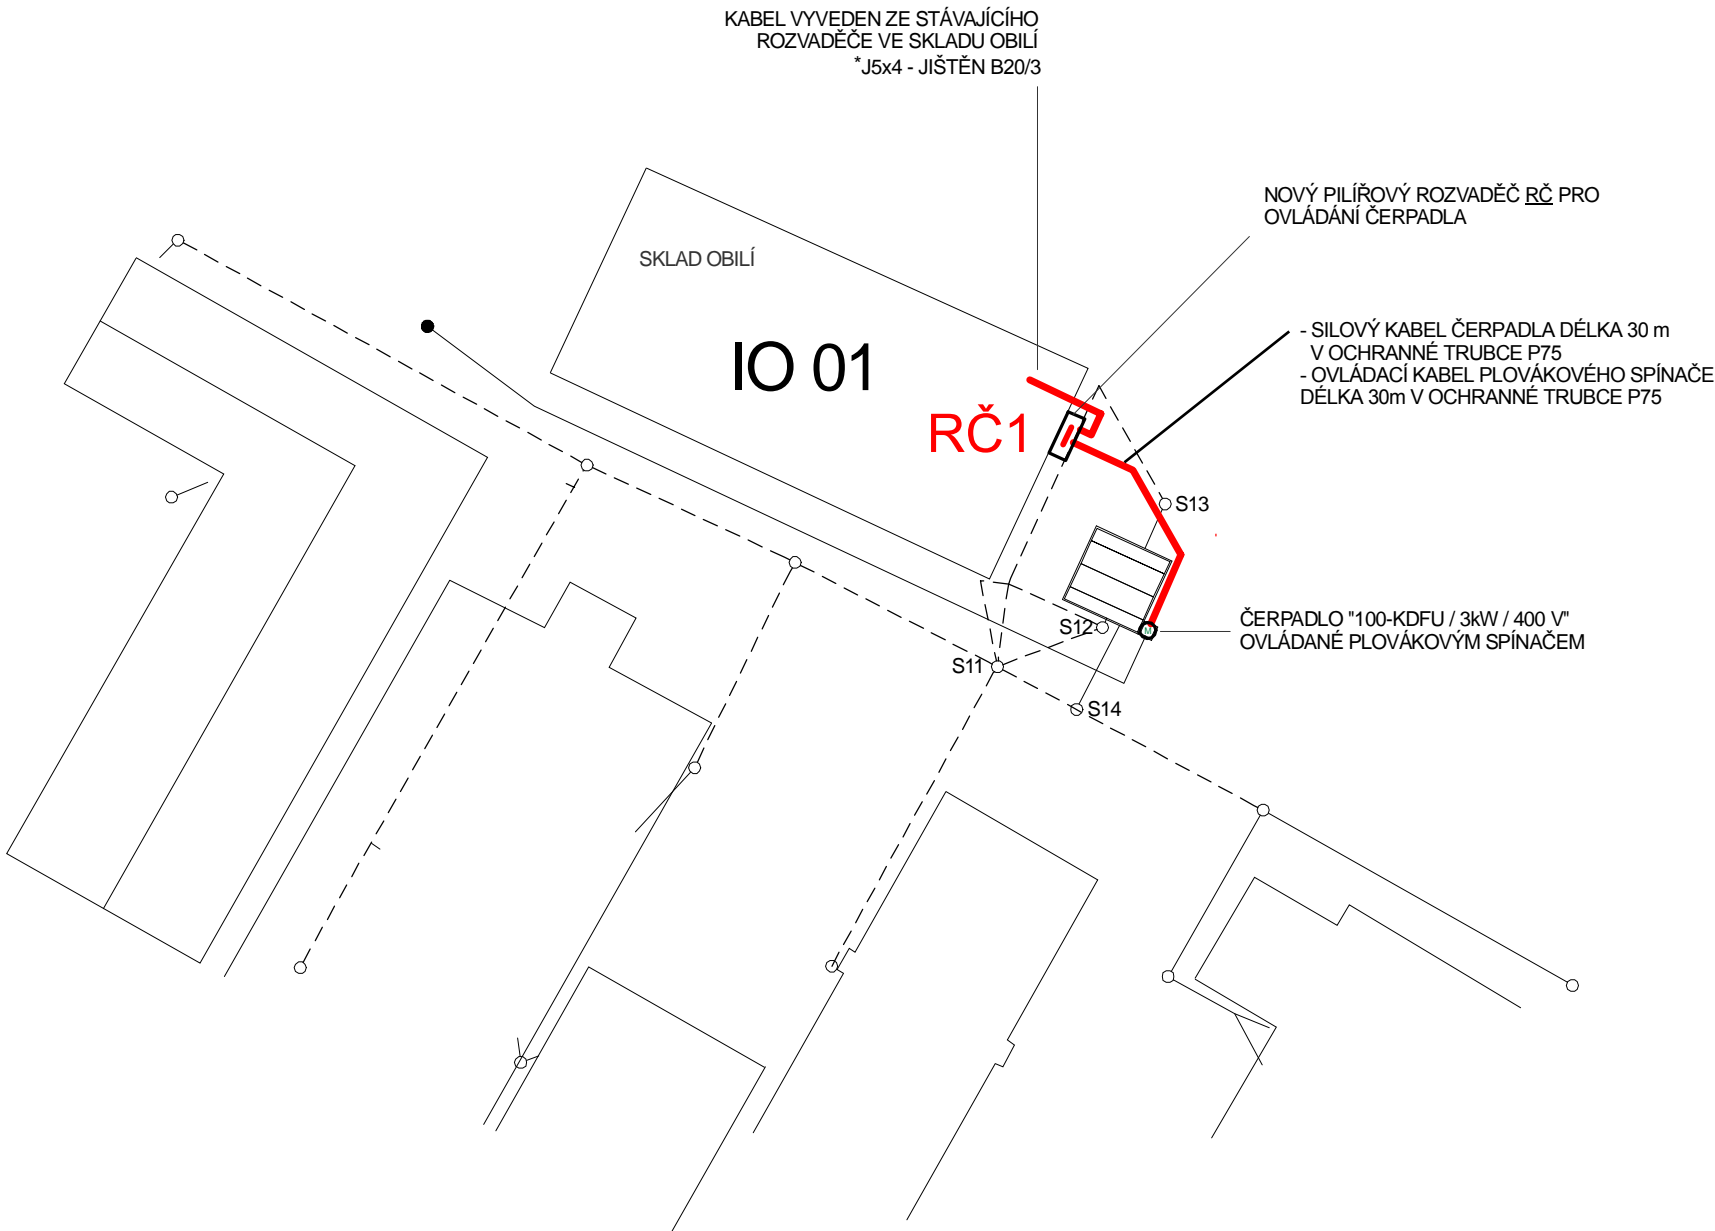 KABEL VYVEDEN ZE STÁVAJÍCÍHO
ROZVADĚČE VE SKLADU OBILÍ
*J5x4 - JIŠTĚN B20/3
NOVÝ PILÍŘOVÝ ROZVADĚČ RČ PRO
OVLÁDÁNÍ ČERPADLA
SKLAD OBILÍ
IO 01
- SILOVÝ KABEL ČERPADLA DÉLKA 30 m
V OCHRANNÉ TRUBCE P75
- OVLÁDACÍ KABEL PLOVÁKOVÉHO SPÍNAČE
DÉLKA 30m V OCHRANNÉ TRUBCE P75
RČ1
S13
S12
M
ČERPADLO "100-KDFU / 3kW / 400 V"
OVLÁDANÉ PLOVÁKOVÝM SPÍNAČEM
S11
S14